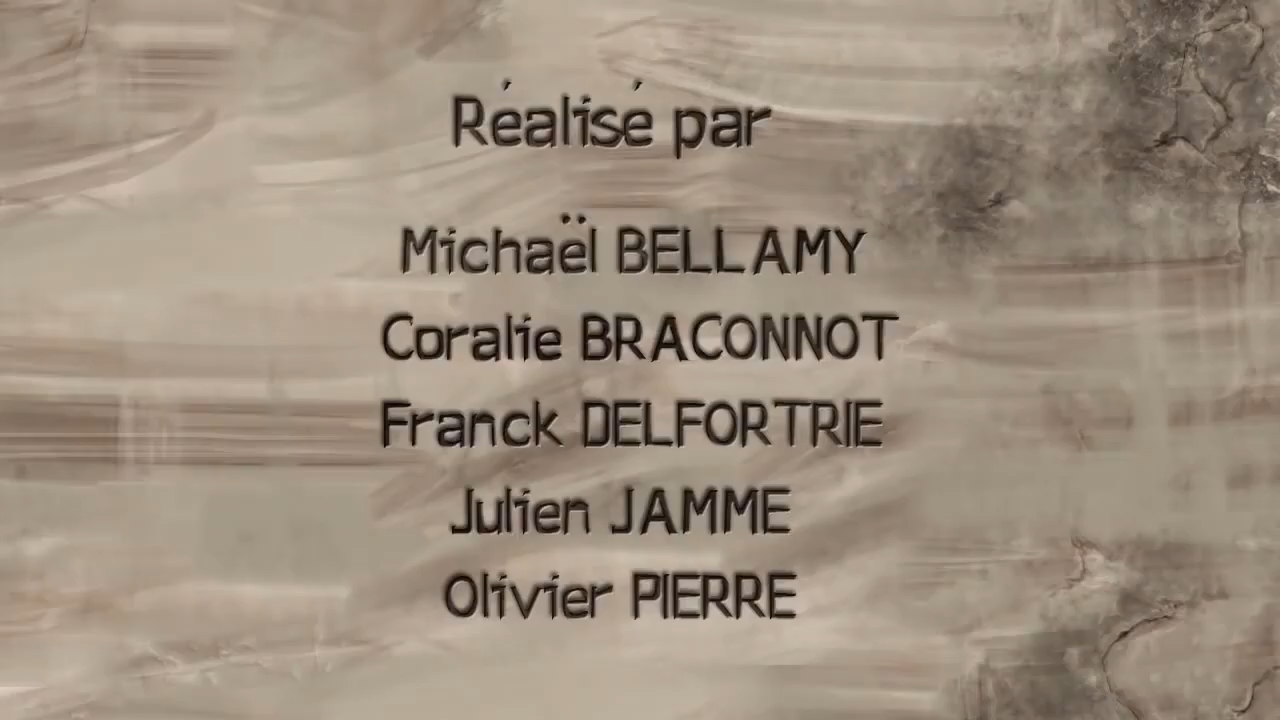 Réalisé par
Michaël BELLAMY
Coralie BRACONNOT
Franck DELFORTRIE
Julien JAMME
Olivier PIERRE